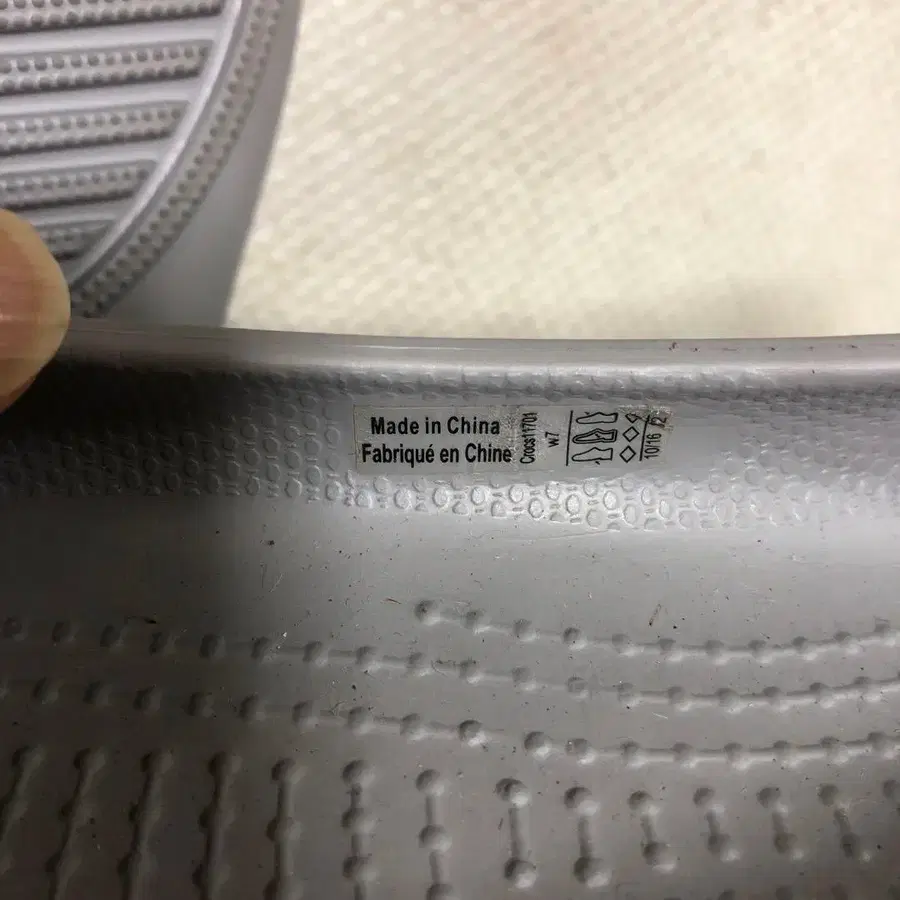 Made in China
Fabriqué en Chine
Crocs11701
w7
10/16